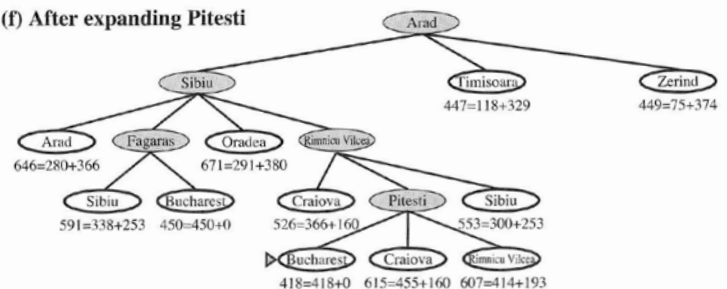 (f) After expanding Pitesti
Arad
Sibiu
Timisoara
Zerind
447=118+329
449=75+374
Arad
Fagaras
Oradea
Rimnicu Vilcea
646=280+366
671=291+380
Sibiu
Bucharest
Craiova
Pitesti
Sibiu
591=338+253
450=450+0
526=366+160
553=300+253
Bucharest
Craiova
Rimnicu Vilcea
418=418+0
615=455+160
607=414+193